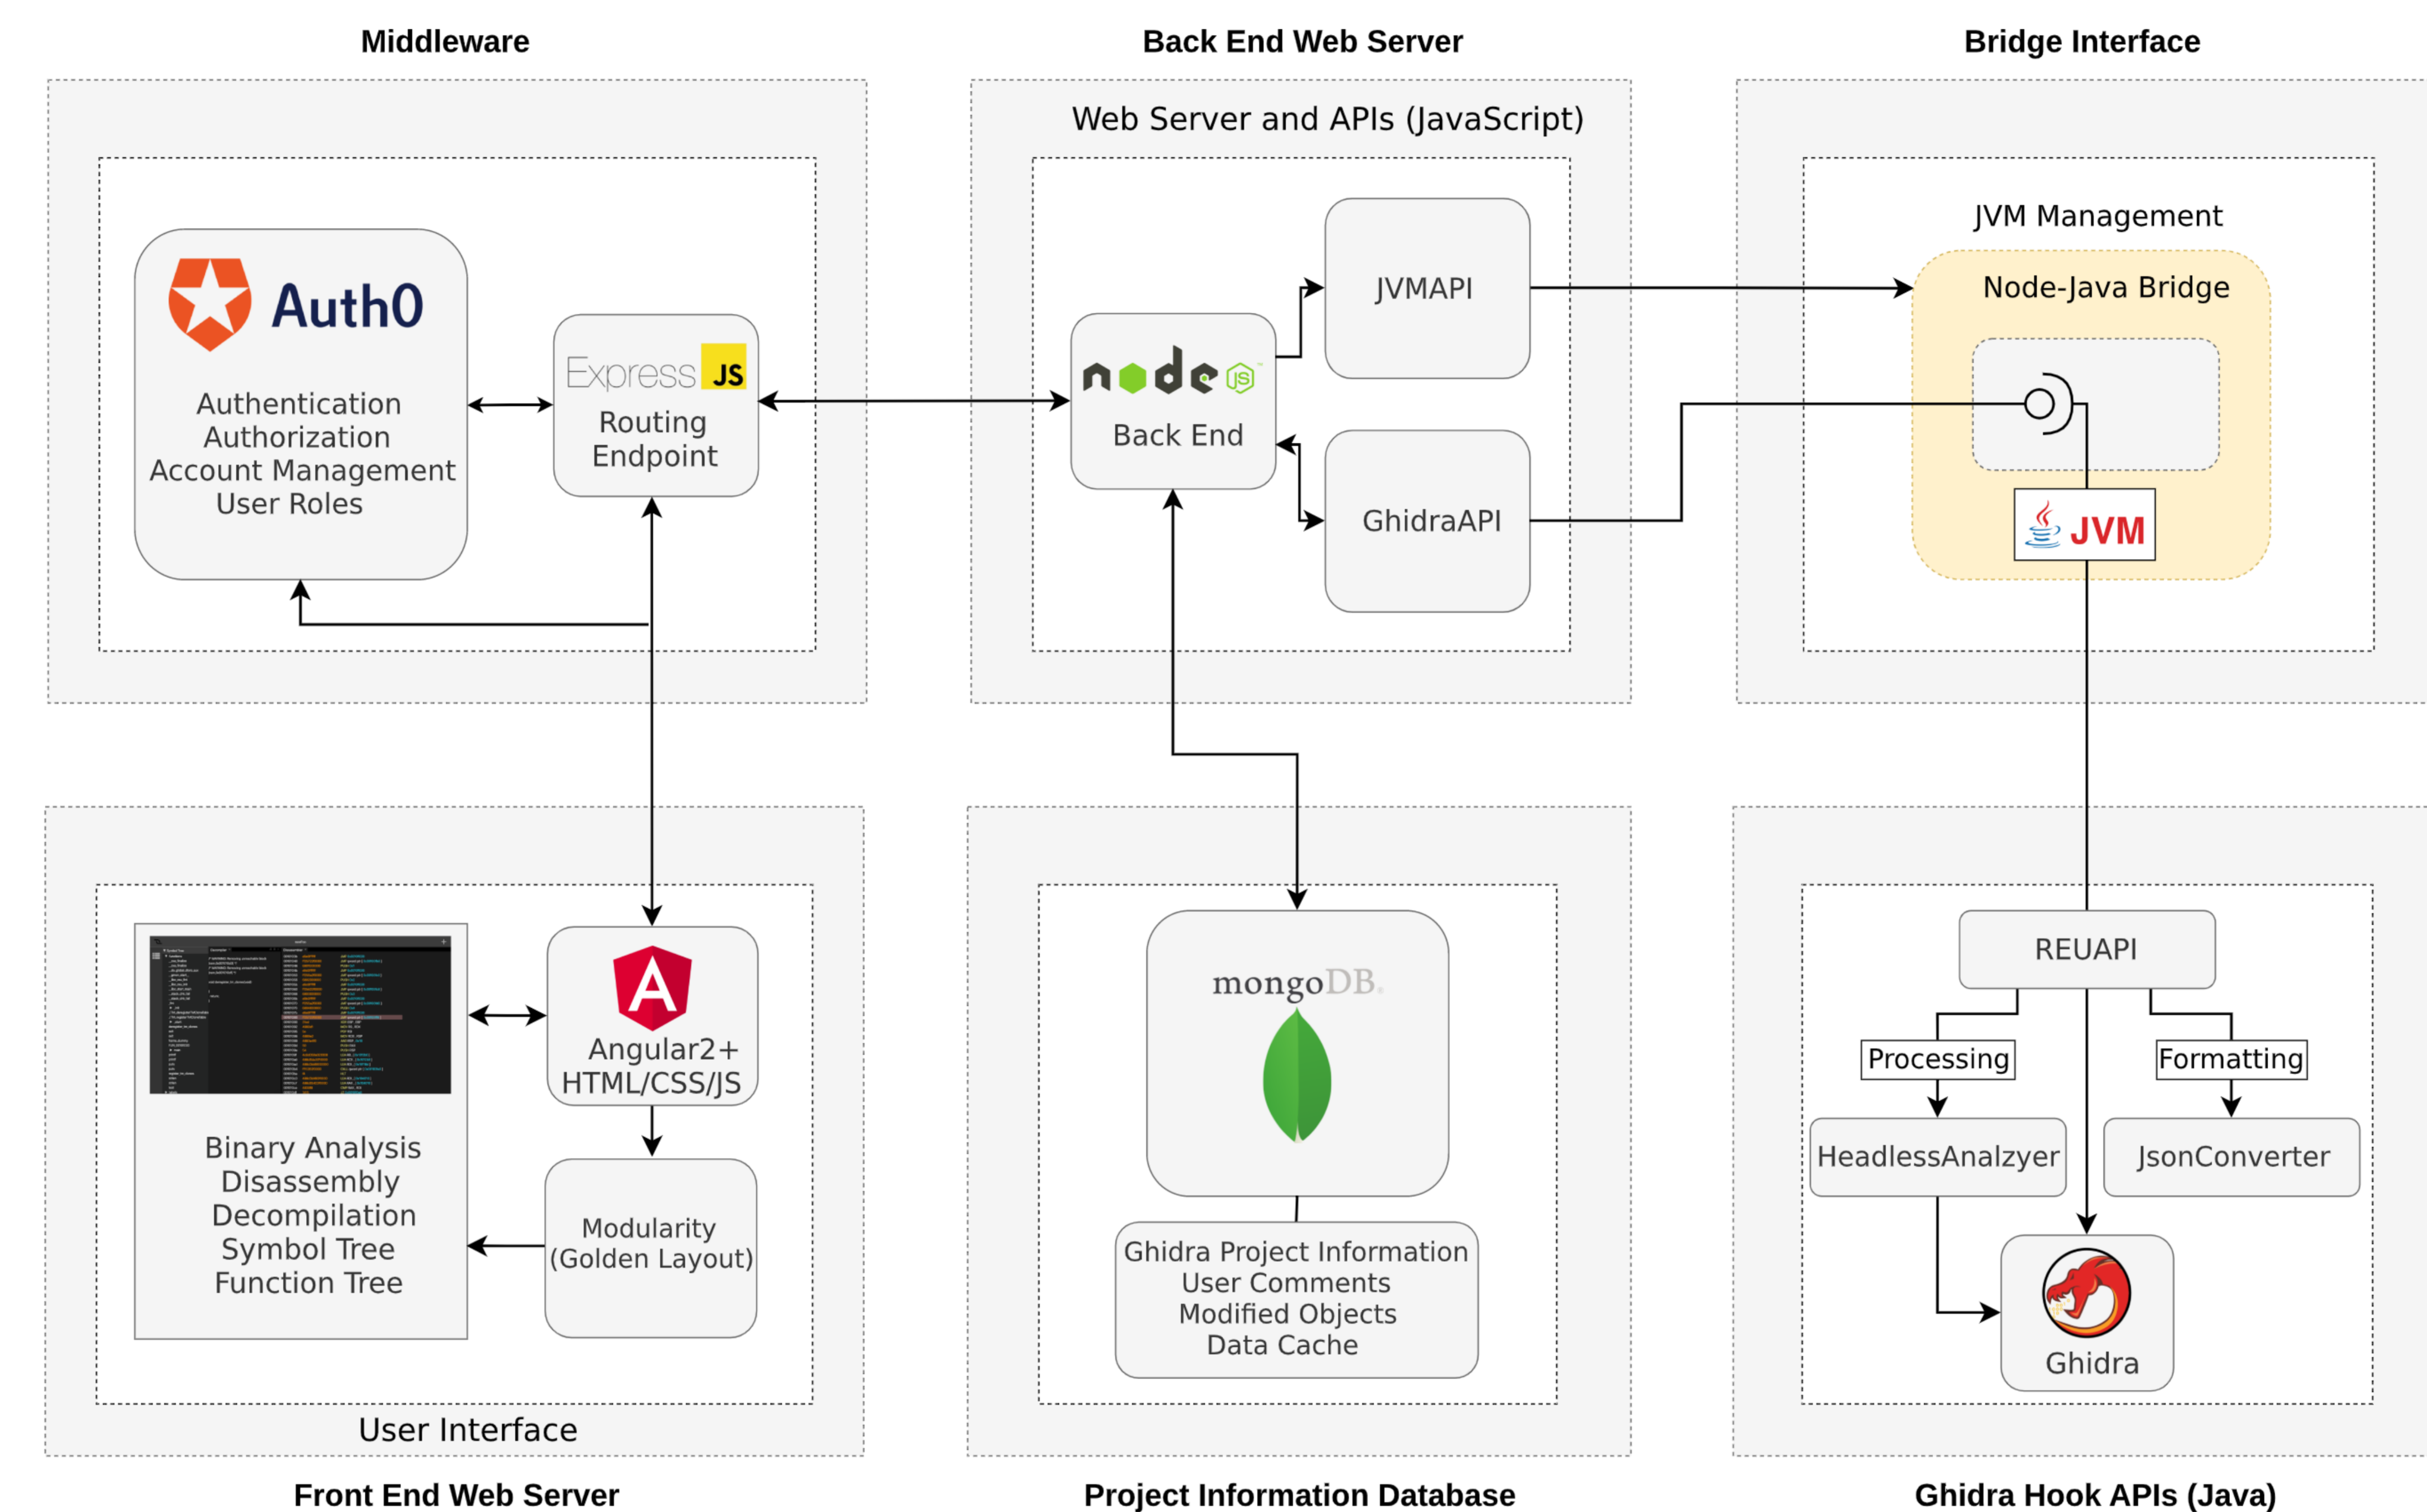 Middleware
Back End Web Server
Bridge Interface
Web Server and APIs (JavaScript)
Auth0
Authentication
Authorization
Account Management
User Roles
Express JS
Routing
Endpoint
node JS
Back End
JVMAPI
GhidraAPI
JVM Management
Node-Java Bridge
JVM
Binary Analysis
Disassembly
Decompilation
Symbol Tree
Function Tree
Angular2+
HTML/CSS/JS
Modularity
(Golden Layout)
User Interface
mongoDB
Ghidra Project Information
User Comments
Modified Objects
Data Cache
REUAPI
Processing
Formatting
HeadlessAnalzyer
JsonConverter
Ghidra
Front End Web Server
Project Information Database
Ghidra Hook APIs (Java)